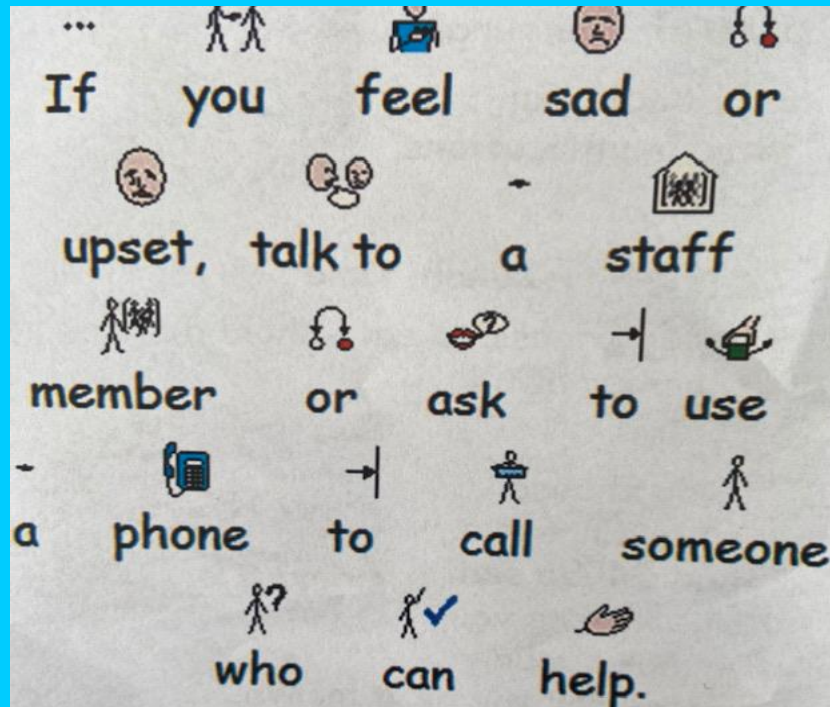 If you feel sad or
upset, talk to a staff
member or ask to use
a phone to call someone
who can help.